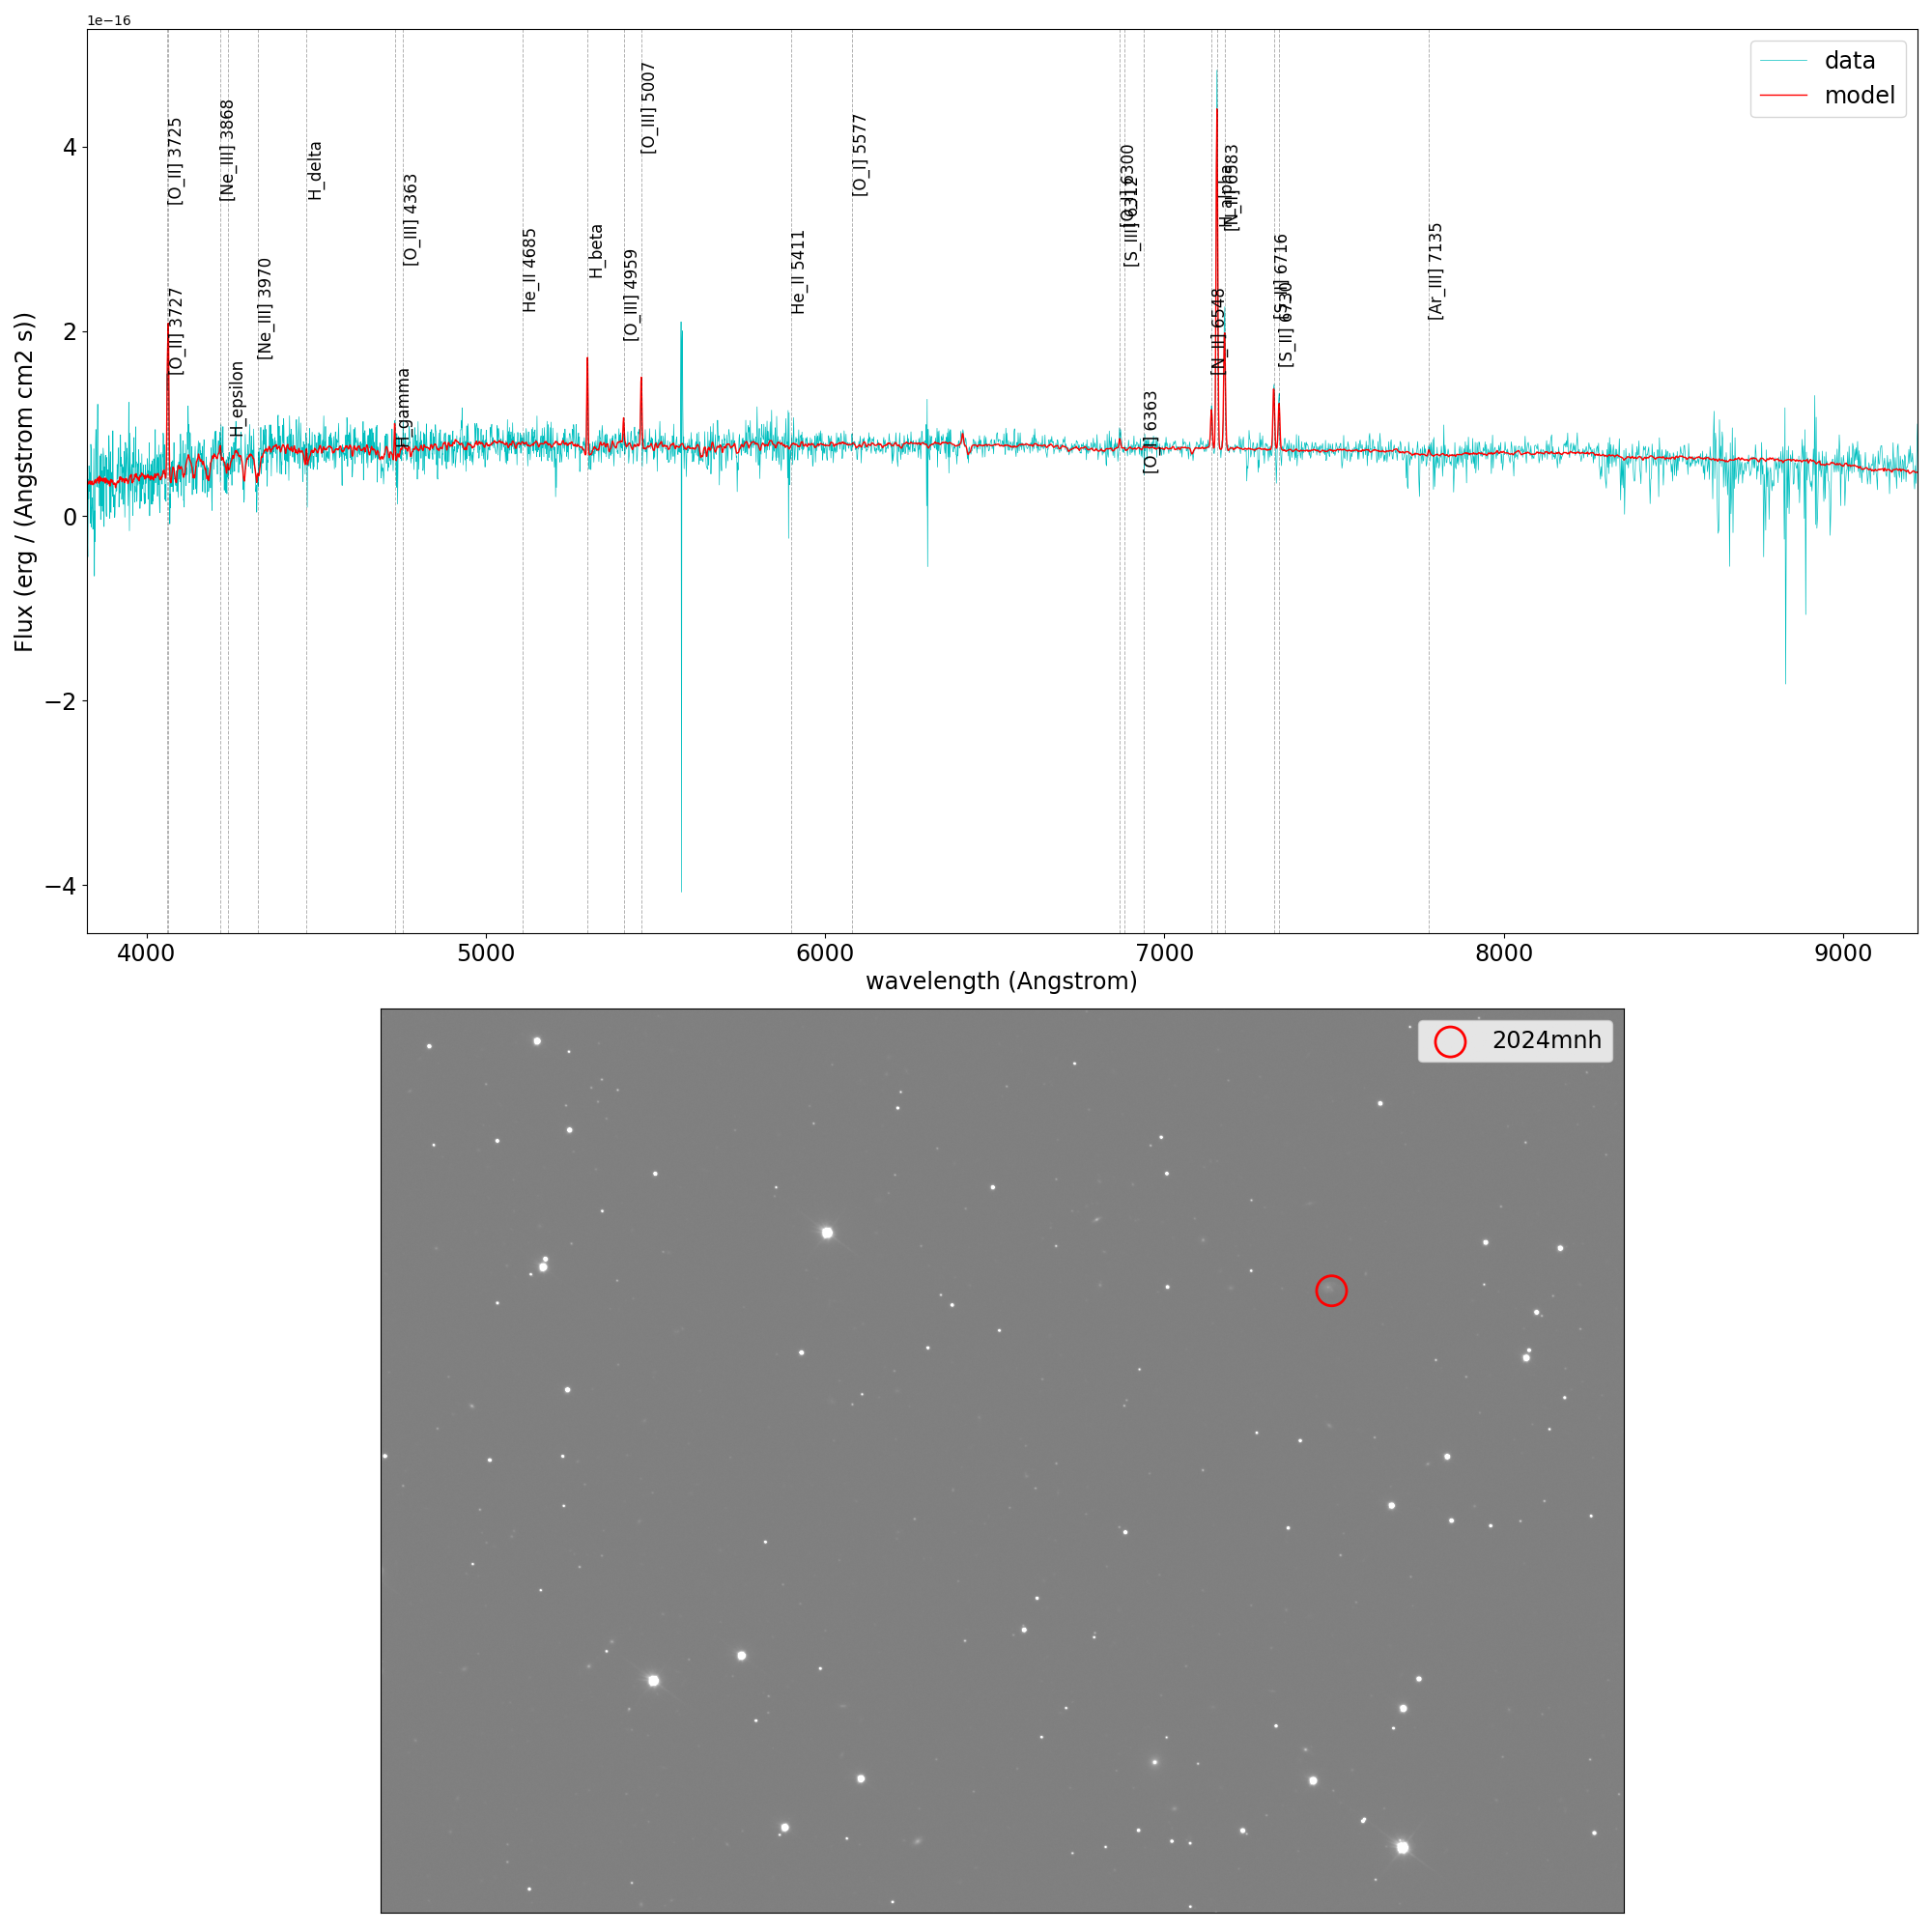 1e−16
data
model
[O_II] 3725
[O_II] 3727
[Ne_III] 3868
H_epsilon
[Ne_III] 3970
H_delta
H_gamma
[O_III] 4363
He_II 4685
H_beta
[O_III] 4959
[O_III] 5007
He_II 5411
[O_I] 5577
[O_I] 6300
[S_III] 6312
[O_I] 6363
[N_II] 6548
H_alpha
[N_II] 6583
[S_II] 6716
[S_II] 6730
[Ar_III] 7135
4
2
0
−2
−4
Flux (erg / (Angstrom cm2 s))
4000 5000 6000 7000 8000 9000
wavelength (Angstrom)
2024mnh